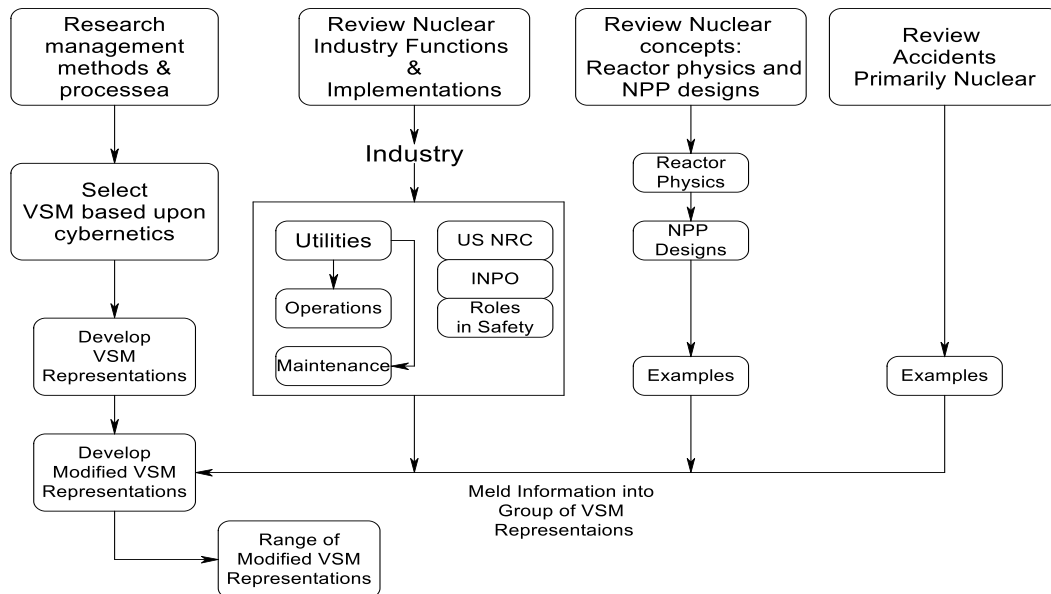 Research
management
methods &
processea
Review Nuclear
Industry Functions
&
Implementations
Review Nuclear
concepts:
Reactor physics and
NPP designs
Review
Accidents
Primarily Nuclear
Industry
Reactor
Physics
Select
VSM based upon
cybernetics
Utilities
US NRC
NPP
Designs
INPO
Operations
Roles
in Safety
Develop
VSM
Representations
Maintenance
Examples
Examples
Develop
Modified VSM
Representations
Meld Information into
Group of VSM
Representaions
Range of
Modified VSM
Representations